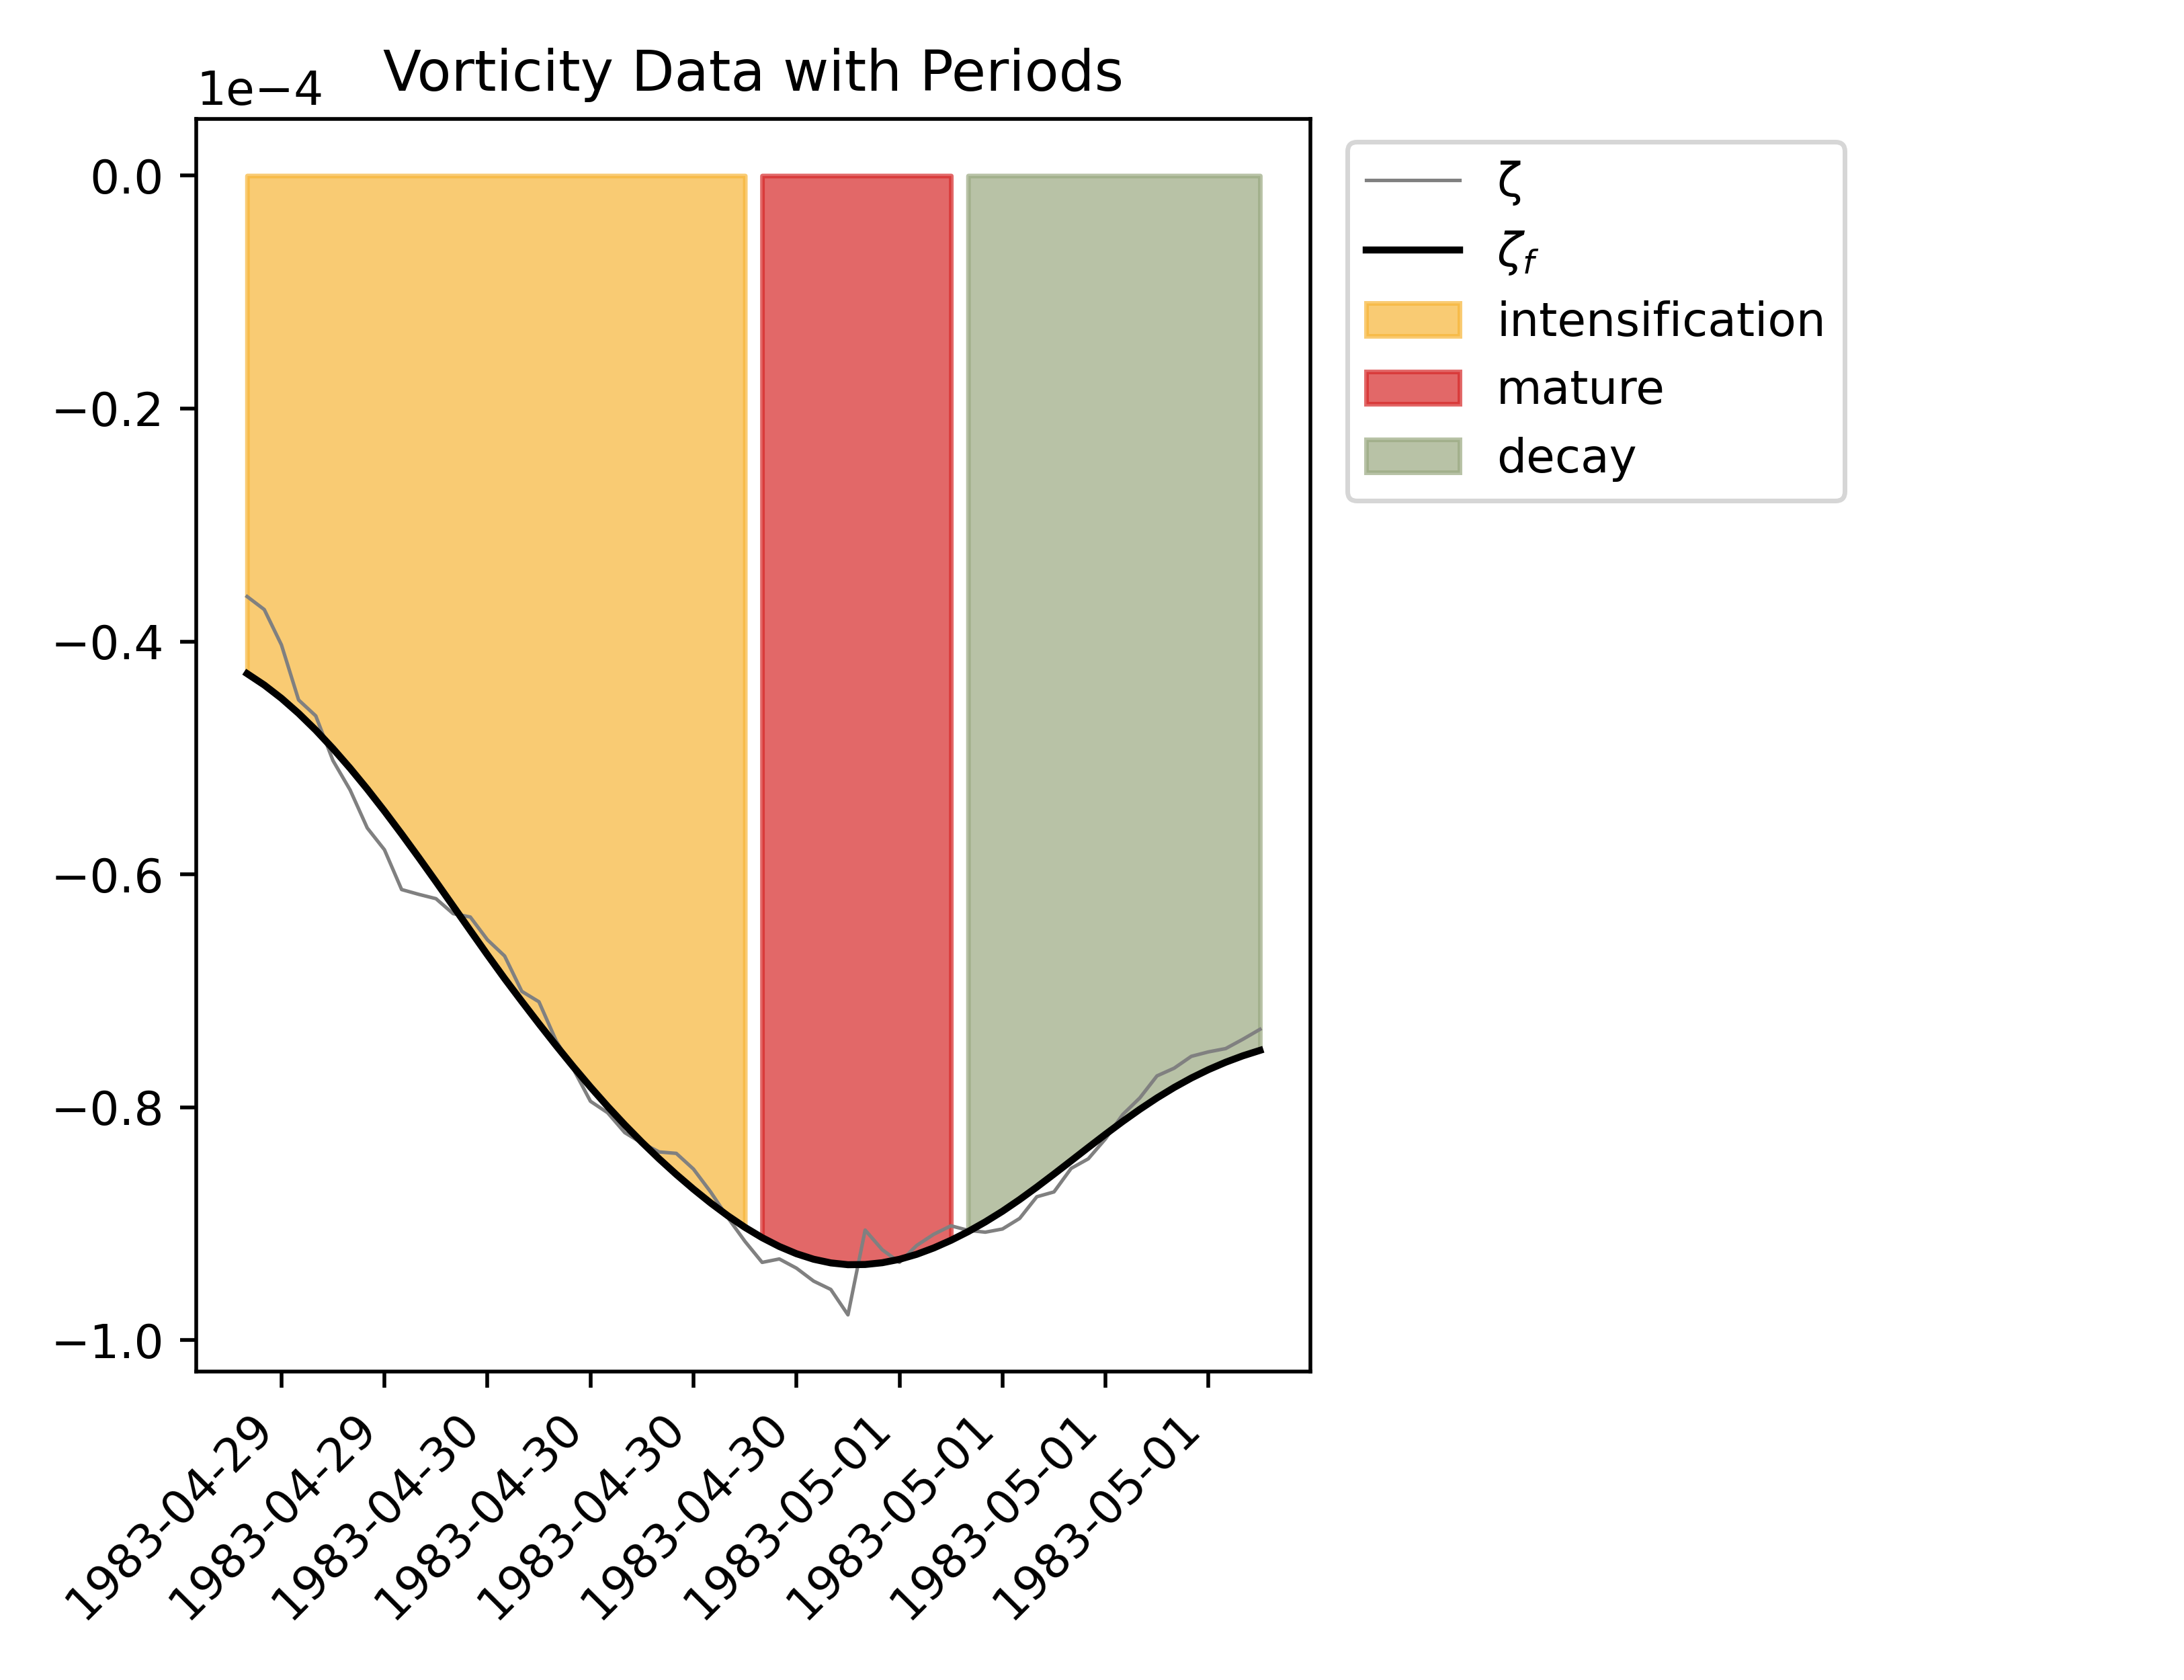 Vorticity Data with Periods
1e−4
0.0
−0.2
−0.4
−0.6
−0.8
−1.0
1983-04-29
1983-04-29
1983-04-30
1983-04-30
1983-04-30
1983-04-30
1983-05-01
1983-05-01
1983-05-01
1983-05-01
ζ
ζf
intensification
mature
decay